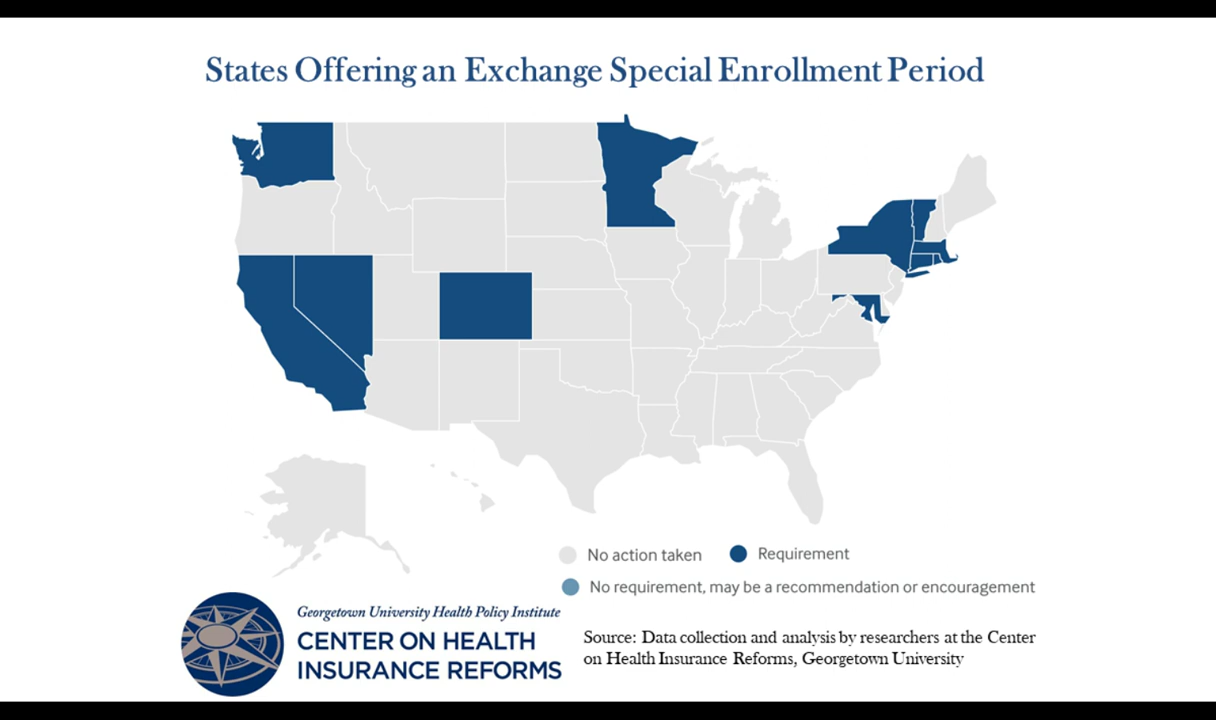 States Offering an Exchange Special Enrollment Period
No action taken
Requirement
No requirement, may be a recommendation or encouragement
Georgetown University Health Policy Institute
CENTER ON HEALTH
INSURANCE REFORMS
Source: Data collection and analysis by researchers at the Center
on Health Insurance Reforms, Georgetown University